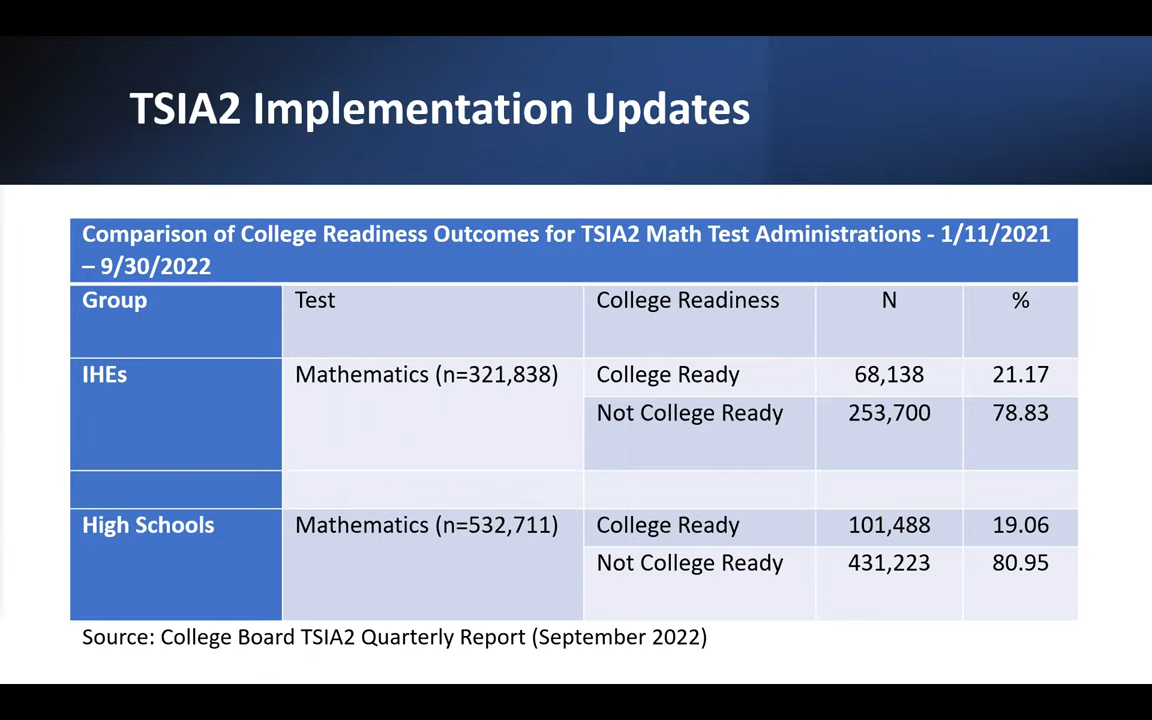 TSIA2 Implementation Updates
Comparison of College Readiness Outcomes for TSIA2 Math Test Administrations - 1/11/2021
– 9/30/2022
Group Test College Readiness N %
IHEs Mathematics (n=321,838) College Ready 68,138 21.17
Not College Ready 253,700 78.83
High Schools Mathematics (n=532,711) College Ready 101,488 19.06
Not College Ready 431,223 80.95
Source: College Board TSIA2 Quarterly Report (September 2022)